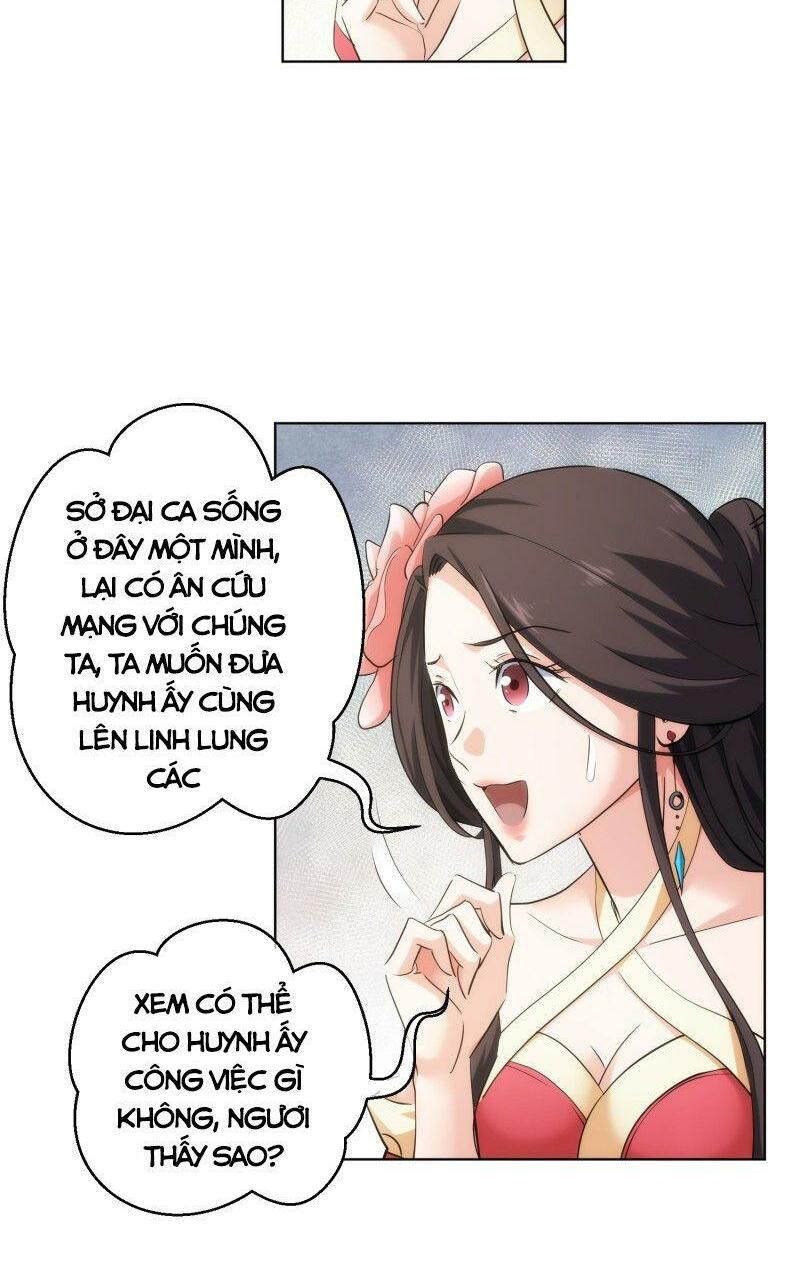 SỞ ĐẠI CA SỐNG
Ở ĐÂY MỘT MÌNH,
LẠI CÓ ÂN CỨU
MẠNG VỚI CHÚNG
TA, TA MUỐN ĐƯA
HUYNH ẤY CÙNG
LÊN LINH LUNG
CÁC
XEM CÓ THỂ
CHO HUYNH ẤY
CÔNG VIỆC GÌ
KHÔNG, NGƯƠI
THẤY SAO?